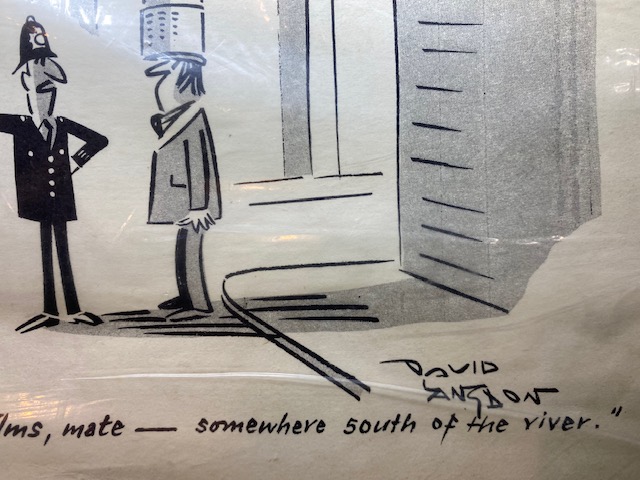 DAVID
LANGDON
lms, mate — somewhere south of the river."